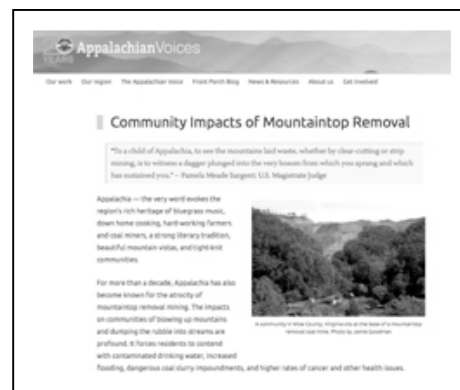 20 YEARS
AppalachianVoices
Our work Our region The Appalachian Voice Front Porch Blog News & Resources About us Get Involved
Community Impacts of Mountaintop Removal
"To a child of Appalachia, to see the mountains laid waste, whether by clear-cutting or strip
mining, is to witness a dagger plunged into the very bosom from which you sprang and which
has sustained you." – Pamela Meade Sargent: U.S. Magistrate Judge
Appalachia — the very word evokes the
region's rich heritage of bluegrass music,
down home cooking, hard-working farmers
and coal miners, a strong literary tradition,
beautiful mountain vistas, and tight-knit
communities.
For more than a decade, Appalachia has also
become known for the atrocity of
mountaintop removal mining. The impacts
on communities of blowing up mountains
and dumping the rubble into streams are
profound. It forces residents to contend
with contaminated drinking water, increased
flooding, dangerous coal slurry impoundments, and higher rates of cancer and other health issues.
A community in Wise County, Virginia sits at the base of a mountaintop
removal coal mine. Photo by Jamie Goodman